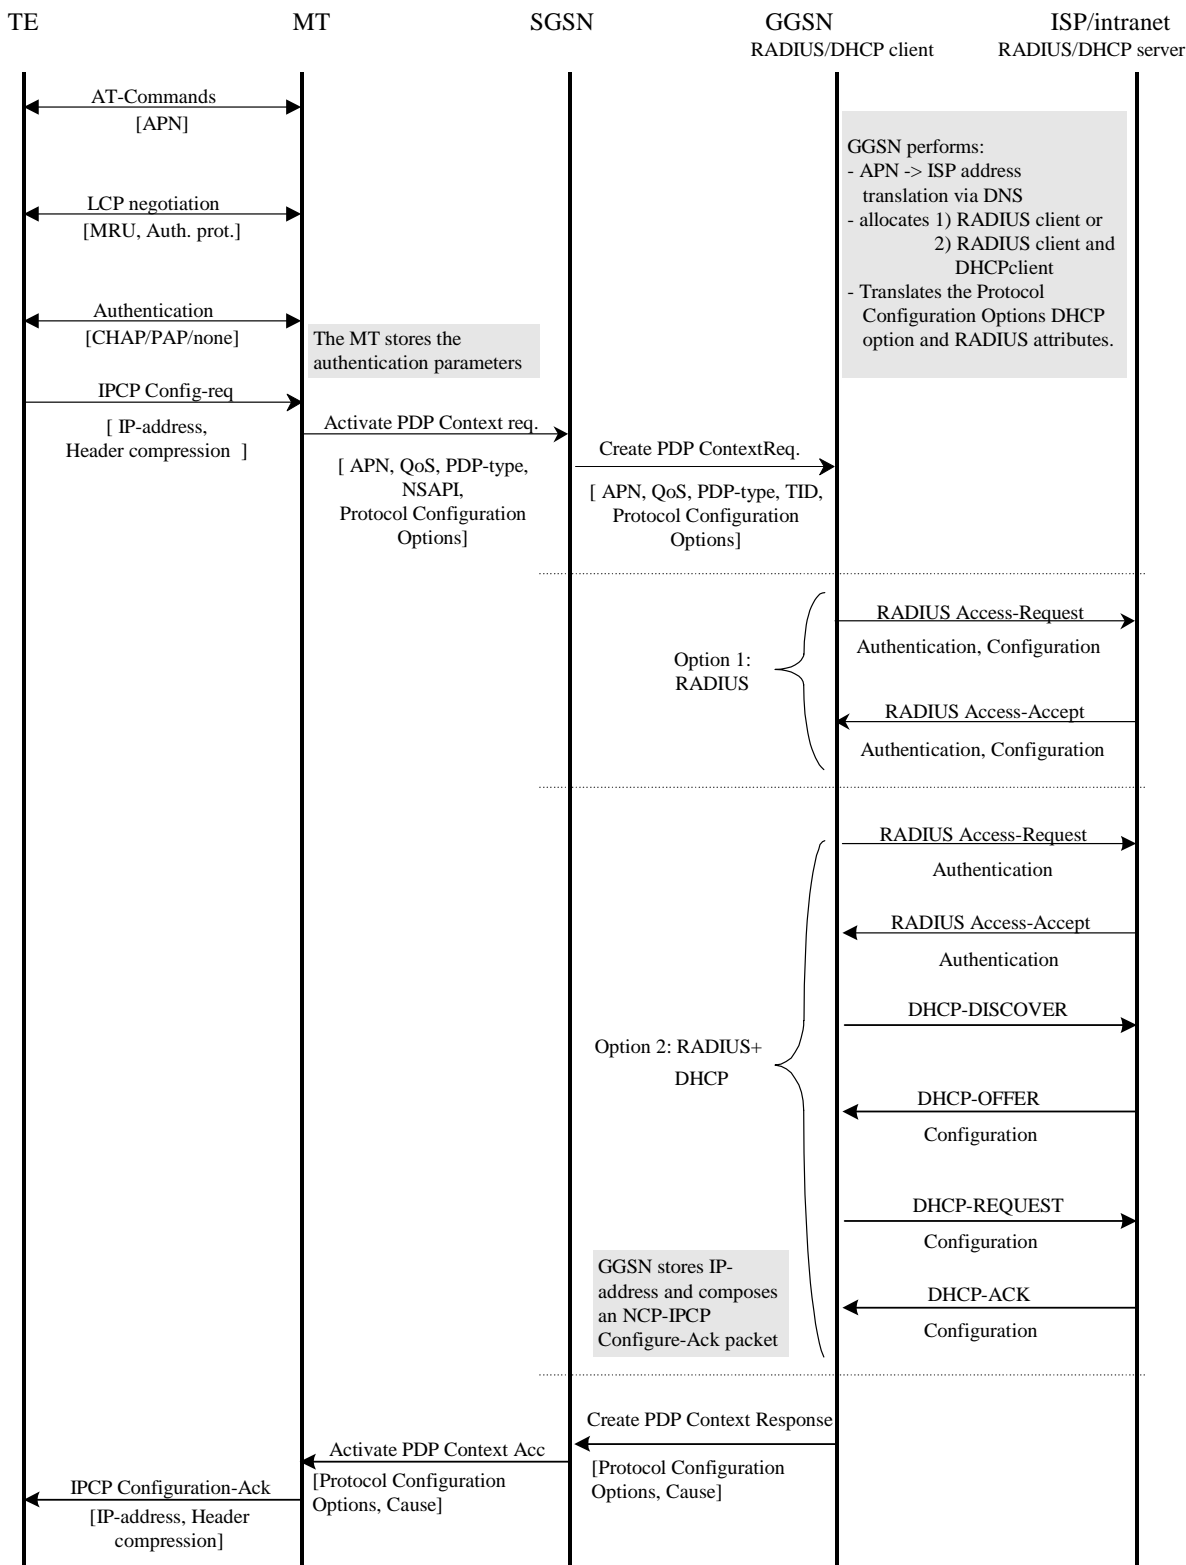 TE
MT
SGSN
GGSN
RADIUS/DHCP client
ISP/intranet
RADIUS/DHCP server
AT-Commands
[APN]
GGSN performs:
- APN -> ISP address
translation via DNS
- allocates 1) RADIUS client or
2) RADIUS client and
DHCPclient
- Translates the Protocol
Configuration Options DHCP
option and RADIUS attributes.
LCP negotiation
[MRU, Auth. prot.]
Authentication
[CHAP/PAP/none]
The MT stores the
authentication parameters
IPCP Config-req
[ IP-address,
Header compression ]
Activate PDP Context req.
[ APN, QoS, PDP-type,
NSAPI,
Protocol Configuration
Options]
Create PDP ContextReq.
[ APN, QoS, PDP-type, TID,
Protocol Configuration
Options]
Option 1:
RADIUS
RADIUS Access-Request
Authentication, Configuration
RADIUS Access-Accept
Authentication, Configuration
Option 2: RADIUS+
DHCP
RADIUS Access-Request
Authentication
RADIUS Access-Accept
Authentication
DHCP-DISCOVER
DHCP-OFFER
Configuration
DHCP-REQUEST
Configuration
DHCP-ACK
Configuration
GGSN stores IP-
address and composes
an NCP-IPCP
Configure-Ack packet
Create PDP Context Response
[Protocol Configuration
Options, Cause]
Activate PDP Context Acc
[Protocol Configuration
Options, Cause]
IPCP Configuration-Ack
[IP-address, Header
compression]